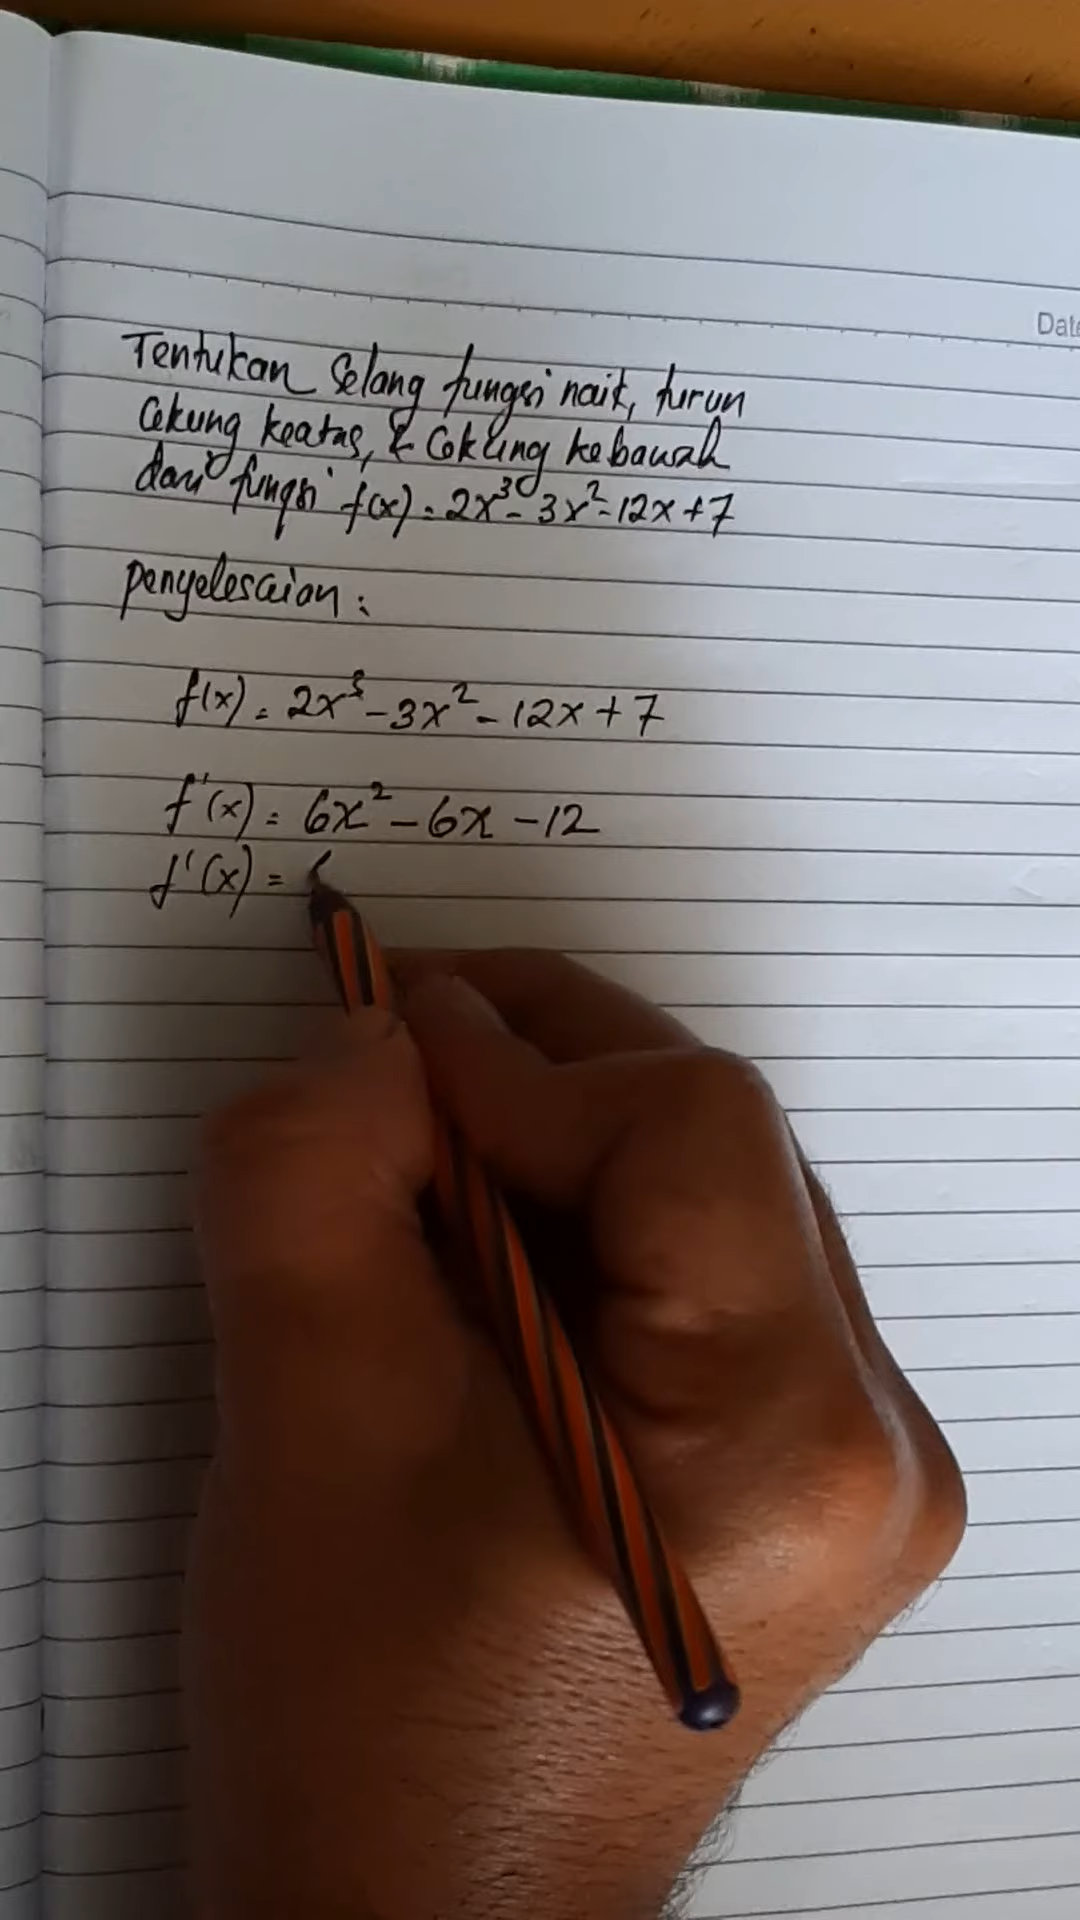 Date
Tentukan Selang fungsi naik, turun
Cekung keatas, & Cekung kebawah
dari fungsi f(x) = 2x³ - 3x² - 12x + 7
penyelesaian :
f(x) = 2x³ - 3x² - 12x + 7
f'(x) = 6x² - 6x - 12
f'(x) =